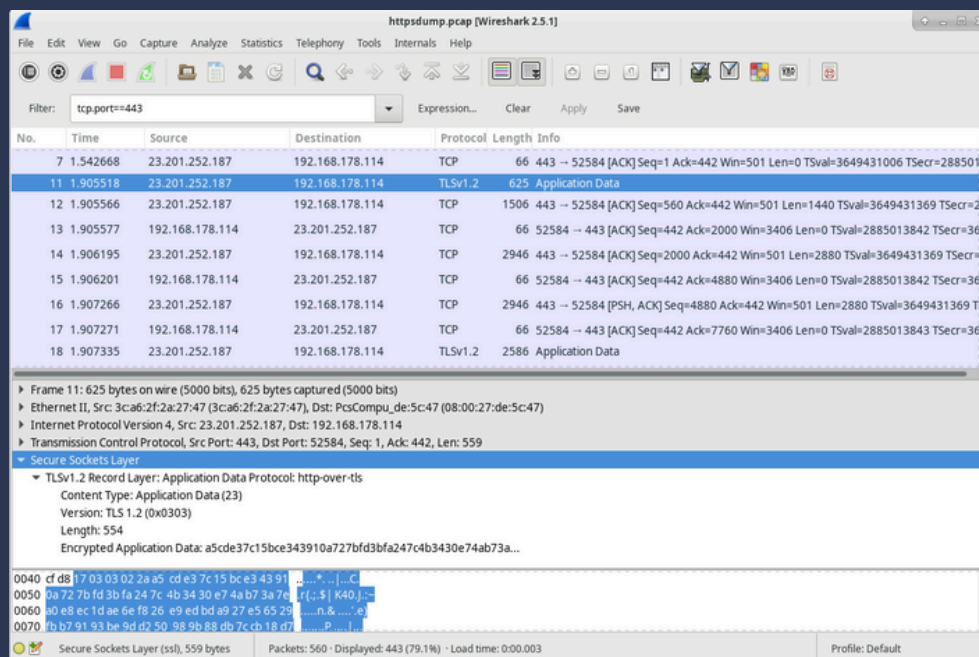 httpsdump.pcap [Wireshark 2.5.1]
File Edit View Go Capture Analyze Statistics Telephony Tools Internals Help
Filter: tcp.port==443 Expression... Clear Apply Save
No. Time Source Destination Protocol Length Info
7 1.542668 23.201.252.187 192.168.178.114 TCP 66 443 → 52584 [ACK] Seq=1 Ack=442 Win=501 Len=0 TSval=3649431006 TSecr=288501
11 1.905518 23.201.252.187 192.168.178.114 TLSv1.2 625 Application Data
12 1.905566 23.201.252.187 192.168.178.114 TCP 1506 443 → 52584 [ACK] Seq=560 Ack=442 Win=501 Len=1440 TSval=3649431369 TSecr=2
13 1.905577 192.168.178.114 23.201.252.187 TCP 66 52584 → 443 [ACK] Seq=442 Ack=2000 Win=3406 Len=0 TSval=2885013842 TSecr=36
14 1.906195 23.201.252.187 192.168.178.114 TCP 2946 443 → 52584 [ACK] Seq=2000 Ack=442 Win=501 Len=2880 TSval=3649431369 TSecr=
15 1.906201 192.168.178.114 23.201.252.187 TCP 66 52584 → 443 [ACK] Seq=442 Ack=4880 Win=3406 Len=0 TSval=2885013842 TSecr=36
16 1.907266 23.201.252.187 192.168.178.114 TCP 2946 443 → 52584 [PSH, ACK] Seq=4880 Ack=442 Win=501 Len=2880 TSval=3649431369 T
17 1.907271 192.168.178.114 23.201.252.187 TCP 66 52584 → 443 [ACK] Seq=442 Ack=7760 Win=3406 Len=0 TSval=2885013843 TSecr=36
18 1.907335 23.201.252.187 192.168.178.114 TLSv1.2 2586 Application Data
Frame 11: 625 bytes on wire (5000 bits), 625 bytes captured (5000 bits)
Ethernet II, Src: 3c:a6:2f:2a:27:47 (3c:a6:2f:2a:27:47), Dst: PcsCompu_de:5c:47 (08:00:27:de:5c:47)
Internet Protocol Version 4, Src: 23.201.252.187, Dst: 192.168.178.114
Transmission Control Protocol, Src Port: 443, Dst Port: 52584, Seq: 1, Ack: 442, Len: 559
Secure Sockets Layer
TLSv1.2 Record Layer: Application Data Protocol: http-over-tls
Content Type: Application Data (23)
Version: TLS 1.2 (0x0303)
Length: 554
Encrypted Application Data: a5cde37c15bce343910a727bfd3bfa247c4b3430e74ab73a...
0040 cf d8 17 03 03 02 2a a5 cd e3 7c 15 bc e3 43 91 ......*. ..|...C.
0050 0a 72 7b fd 3b fa 24 7c 4b 34 30 e7 4a b7 3a 7e .r{.;.$| K40.J.:~
0060 a0 e8 ec 1d ae 6e f8 26 e9 ed bd a9 27 e5 65 29 .....n.& ....'.e)
0070 fb b7 91 93 be 9d d2 50 98 9b 88 db 7c cb 18 d7 .......P ....|...
Secure Sockets Layer (ssl), 559 bytes Packets: 560 · Displayed: 443 (79.1%) · Load time: 0:00.003 Profile: Default